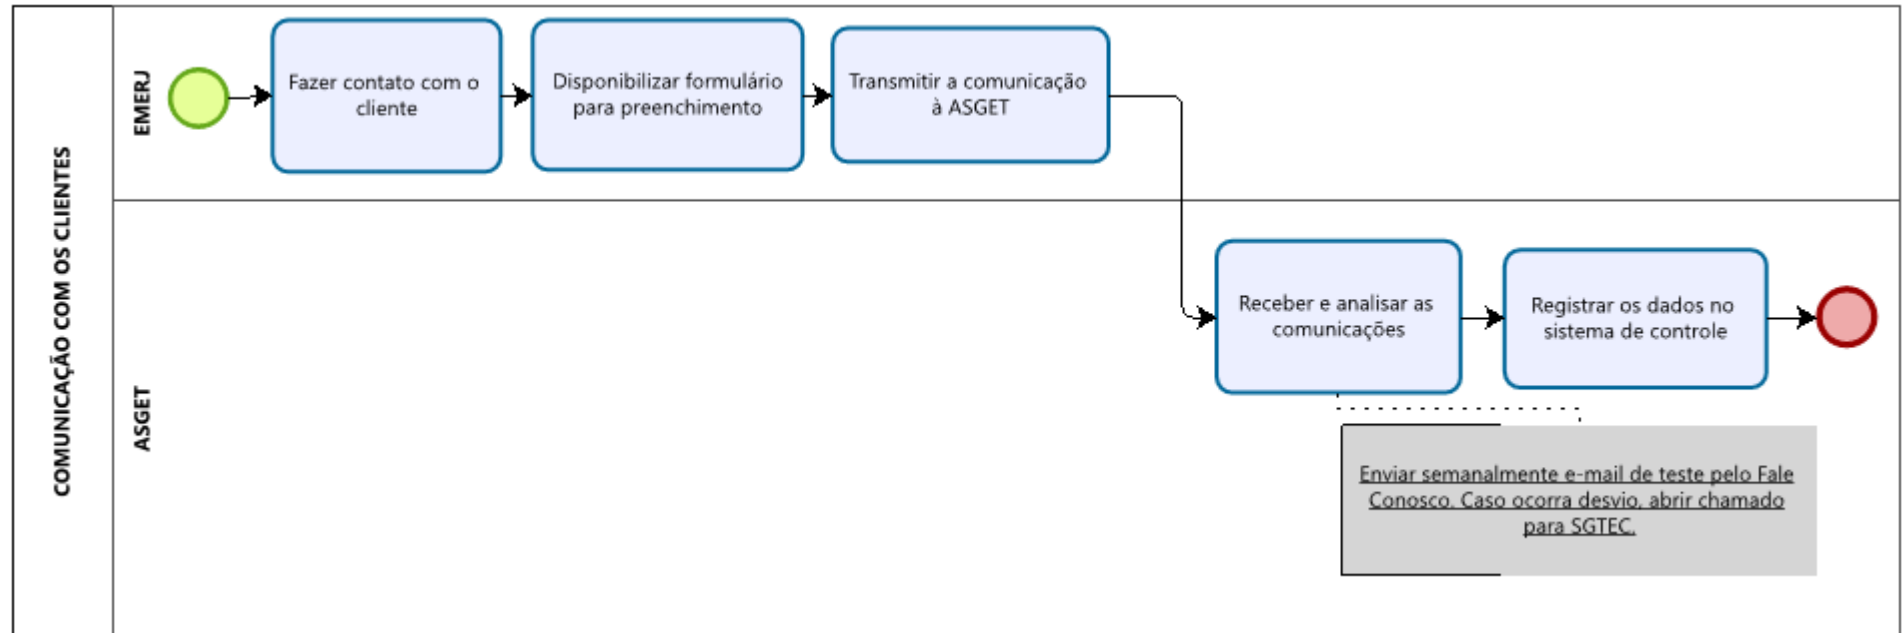 COMUNICAÇÃO COM OS CLIENTES
EMERJ
Fazer contato com o
cliente
Disponibilizar formulário
para preenchimento
Transmitir a comunicação
à ASGET
ASGET
Receber e analisar as
comunicações
Registrar os dados no
sistema de controle
Enviar semanalmente e-mail de teste pelo Fale
Conosco. Caso ocorra desvio, abrir chamado
para SGTEC.